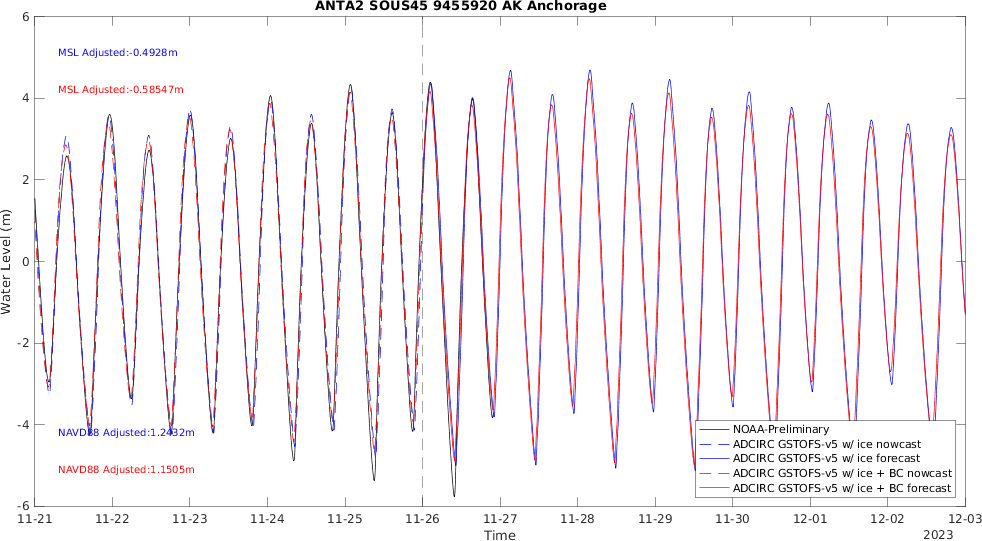 ANTA2 SOUS45 9455920 AK Anchorage
6
MSL Adjusted:-0.4928m
MSL Adjusted:-0.58547m
4
2
0
-2
-4
-6
Water Level (m)
NAVD88 Adjusted:1.2432m
NAVD88 Adjusted:1.1505m
NOAA-Preliminary
ADCIRC GSTOFS-v5 w/ ice nowcast
ADCIRC GSTOFS-v5 w/ ice forecast
ADCIRC GSTOFS-v5 w/ ice + BC nowcast
ADCIRC GSTOFS-v5 w/ ice + BC forecast
11-21 11-22 11-23 11-24 11-25 11-26 11-27 11-28 11-29 11-30 12-01 12-02 12-03
Time
2023